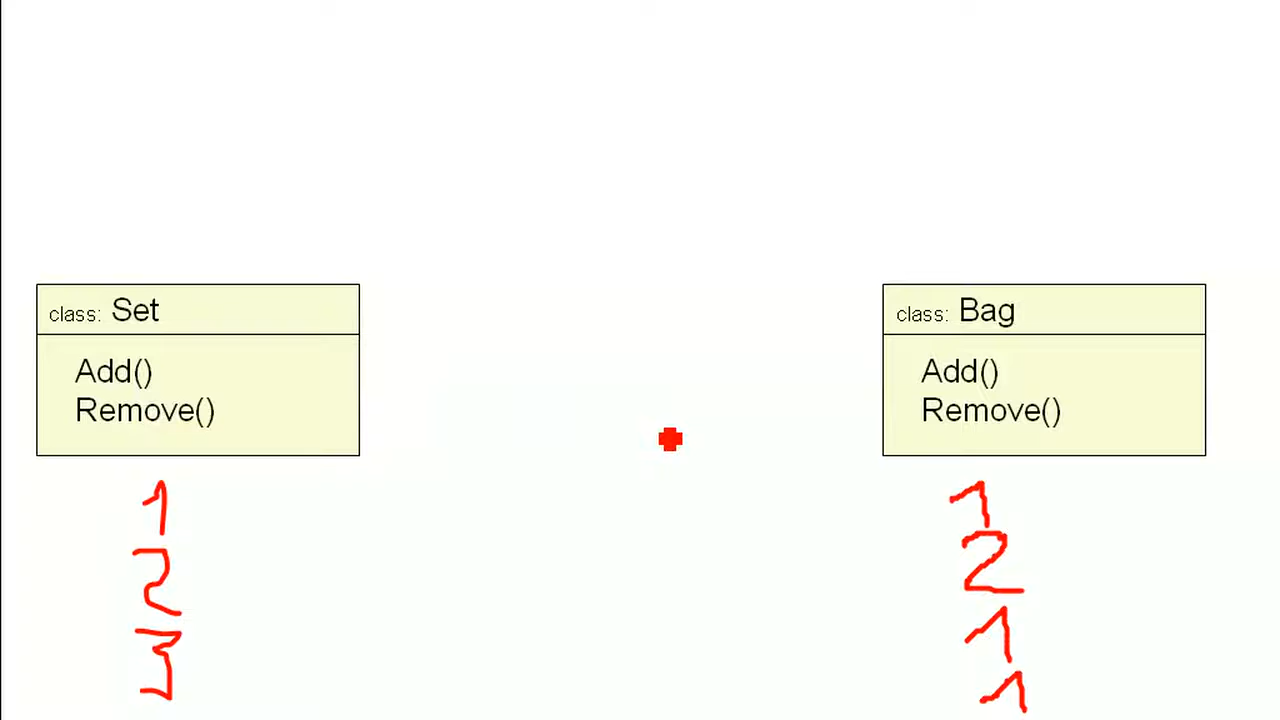 class: Set
Add()
Remove()
1
2
3
class: Bag
Add()
Remove()
1
2
1
1